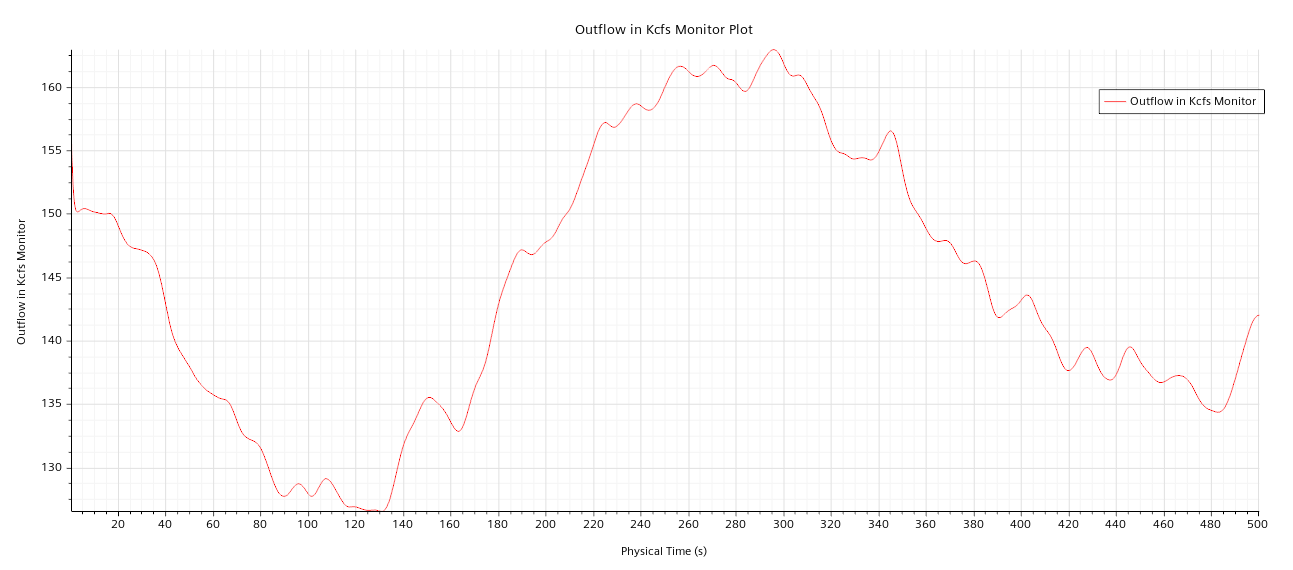 Outflow in Kcfs Monitor Plot
160
155
150
145
140
135
130
Outflow in Kcfs Monitor
Outflow in Kcfs Monitor
20 40 60 80 100 120 140 160 180 200 220 240 260 280 300 320 340 360 380 400 420 440 460 480 500
Physical Time (s)